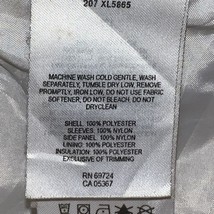 207 XL5665
MACHINE WASH COLD GENTLE, WASH
SEPARATELY, TUMBLE DRY LOW, REMOVE
PROMPTLY, IRON LOW, DO NOT USE FABRIC
SOFTENER, DO NOT BLEACH, DO NOT
DRYCLEAN
SHELL: 100% POLYESTER
SLEEVES: 100% NYLON
SIDE PANEL: 100% NYLON
LINING: 100% POLYESTER
INSULATION: 100% POLYESTER
EXCLUSIVE OF TRIMMING
RN 69724
CA 05367